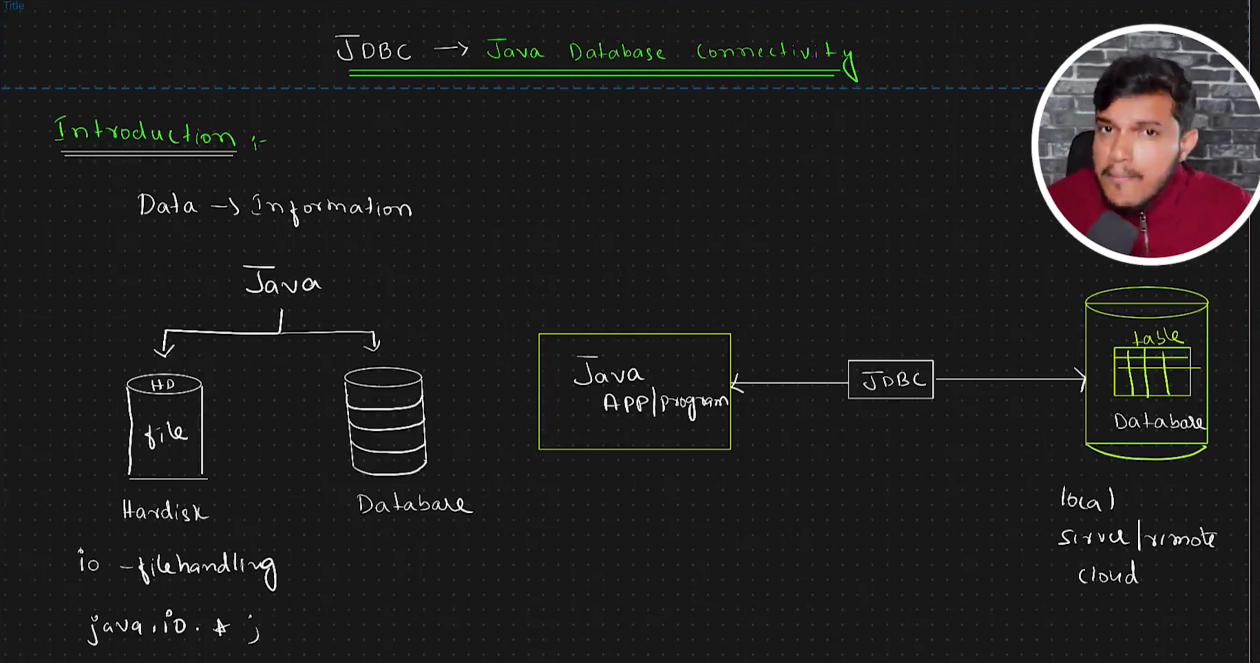 Title
JDBC → Java Database Connectivity
Introduction :-
Data → Information
Java
HD
file
Hardisk
Database
io - filehandling
java.io.* ;
Java
APP/program
JDBC
table
Database
local
server/remote
cloud